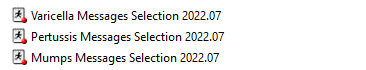 Varicella Messages Selection 2022.07
Pertussis Messages Selection 2022.07
Mumps Messages Selection 2022.07